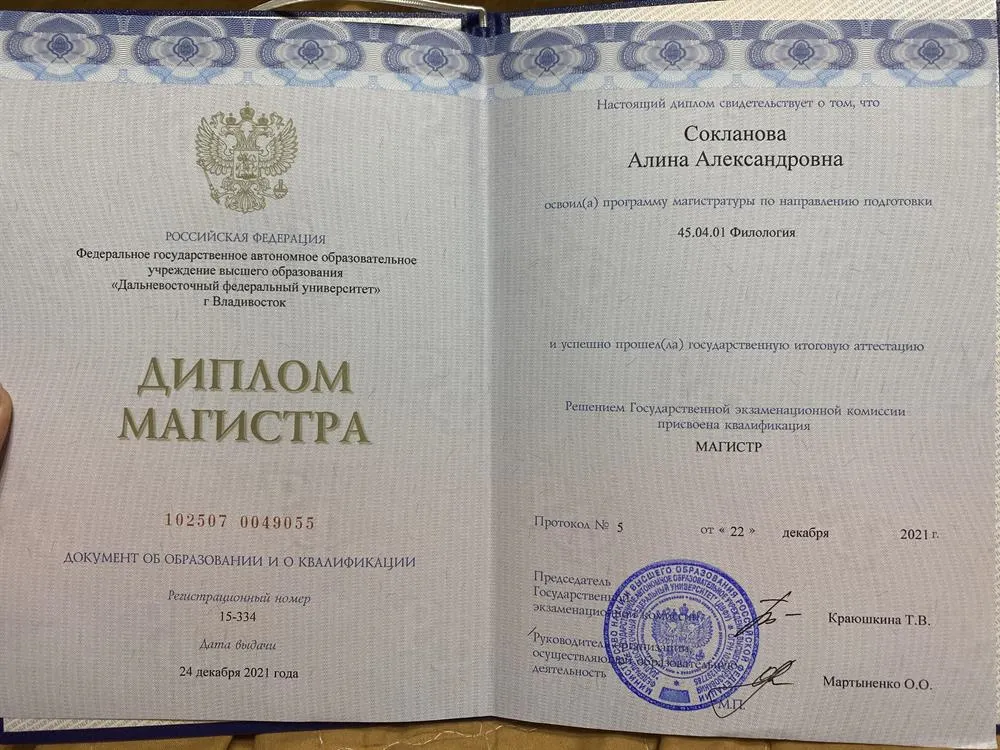 РОССИЙСКАЯ ФЕДЕРАЦИЯ
Федеральное государственное автономное образовательное
учреждение высшего образования
«Дальневосточный федеральный университет»
г Владивосток
ДИПЛОМ
МАГИСТРА
102507 0049055
ДОКУМЕНТ ОБ ОБРАЗОВАНИИ И О КВАЛИФИКАЦИИ
Регистрационный номер
15-334
Дата выдачи
24 декабря 2021 года
Настоящий диплом свидетельствует о том, что
Сокланова
Алина Александровна
освоил(а) программу магистратуры по направлению подготовки
45.04.01 Филология
и успешно прошел(ла) государственную итоговую аттестацию
Решением Государственной экзаменационной комиссии
присвоена квалификация
МАГИСТР
Протокол № 5 от « 22 » декабря 2021 г.
Председатель
Государственной
экзаменационной комиссии
Краюшкина Т.В.
Руководитель организации,
осуществляющей образовательную
деятельность
Мартыненко О.О.
М.П.